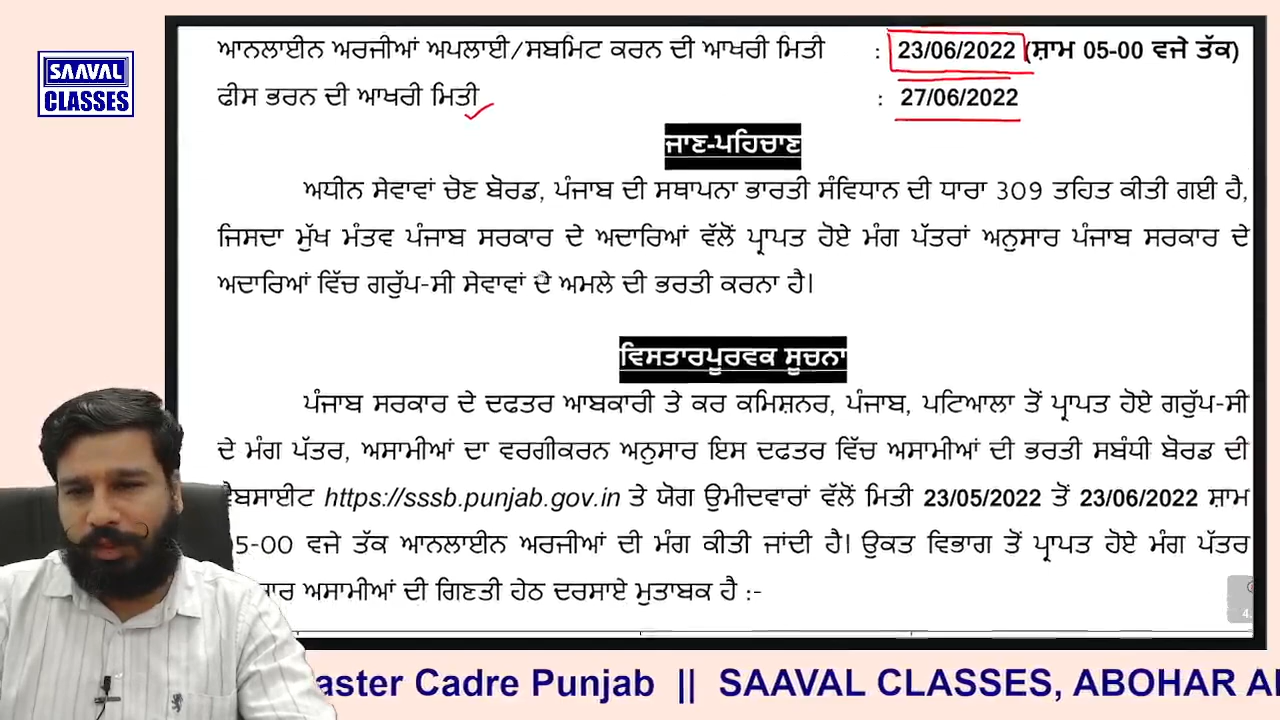 SAAVAL
CLASSES
ਆਨਲਾਈਨ ਅਰਜੀਆਂ ਅਪਲਾਈ/ਸਬਮਿਟ ਕਰਨ ਦੀ ਆਖਰੀ ਮਿਤੀ : 23/06/2022 (ਸ਼ਾਮ 05-00 ਵਜੇ ਤੱਕ)
ਫੀਸ ਭਰਨ ਦੀ ਆਖਰੀ ਮਿਤੀ : 27/06/2022
ਜਾਣ-ਪਹਿਚਾਣ
ਅਧੀਨ ਸੇਵਾਵਾਂ ਚੋਣ ਬੋਰਡ, ਪੰਜਾਬ ਦੀ ਸਥਾਪਨਾ ਭਾਰਤੀ ਸੰਵਿਧਾਨ ਦੀ ਧਾਰਾ 309 ਤਹਿਤ ਕੀਤੀ ਗਈ ਹੈ,
ਜਿਸਦਾ ਮੁੱਖ ਮੰਤਵ ਪੰਜਾਬ ਸਰਕਾਰ ਦੇ ਅਦਾਰਿਆਂ ਵੱਲੋਂ ਪ੍ਰਾਪਤ ਹੋਏ ਮੰਗ ਪੱਤਰਾਂ ਅਨੁਸਾਰ ਪੰਜਾਬ ਸਰਕਾਰ ਦੇ
ਅਦਾਰਿਆਂ ਵਿੱਚ ਗਰੁੱਪ-ਸੀ ਸੇਵਾਵਾਂ ਦੇ ਅਮਲੇ ਦੀ ਭਰਤੀ ਕਰਨਾ ਹੈ।
ਵਿਸਤਾਰਪੂਰਵਕ ਸੂਚਨਾ
ਪੰਜਾਬ ਸਰਕਾਰ ਦੇ ਦਫਤਰ ਆਬਕਾਰੀ ਤੇ ਕਰ ਕਮਿਸ਼ਨਰ, ਪੰਜਾਬ, ਪਟਿਆਲਾ ਤੋਂ ਪ੍ਰਾਪਤ ਹੋਏ ਗਰੁੱਪ-ਸੀ
ਦੇ ਮੰਗ ਪੱਤਰ, ਅਸਾਮੀਆਂ ਦਾ ਵਰਗੀਕਰਨ ਅਨੁਸਾਰ ਇਸ ਦਫਤਰ ਵਿੱਚ ਅਸਾਮੀਆਂ ਦੀ ਭਰਤੀ ਸਬੰਧੀ ਬੋਰਡ ਦੀ
ਵੈਬਸਾਈਟ https://sssb.punjab.gov.in ਤੇ ਯੋਗ ਉਮੀਦਵਾਰਾਂ ਵੱਲੋਂ ਮਿਤੀ 23/05/2022 ਤੋਂ 23/06/2022 ਸ਼ਾਮ
05-00 ਵਜੇ ਤੱਕ ਆਨਲਾਈਨ ਅਰਜੀਆਂ ਦੀ ਮੰਗ ਕੀਤੀ ਜਾਂਦੀ ਹੈ। ਉਕਤ ਵਿਭਾਗ ਤੋਂ ਪ੍ਰਾਪਤ ਹੋਏ ਮੰਗ ਪੱਤਰ
ਅਸਾਮੀਆਂ ਦੀ ਗਿਣਤੀ ਹੇਠ ਦਰਸਾਏ ਮੁਤਾਬਕ ਹੈ :-
aster Cadre Punjab || SAAVAL CLASSES, ABOHAR